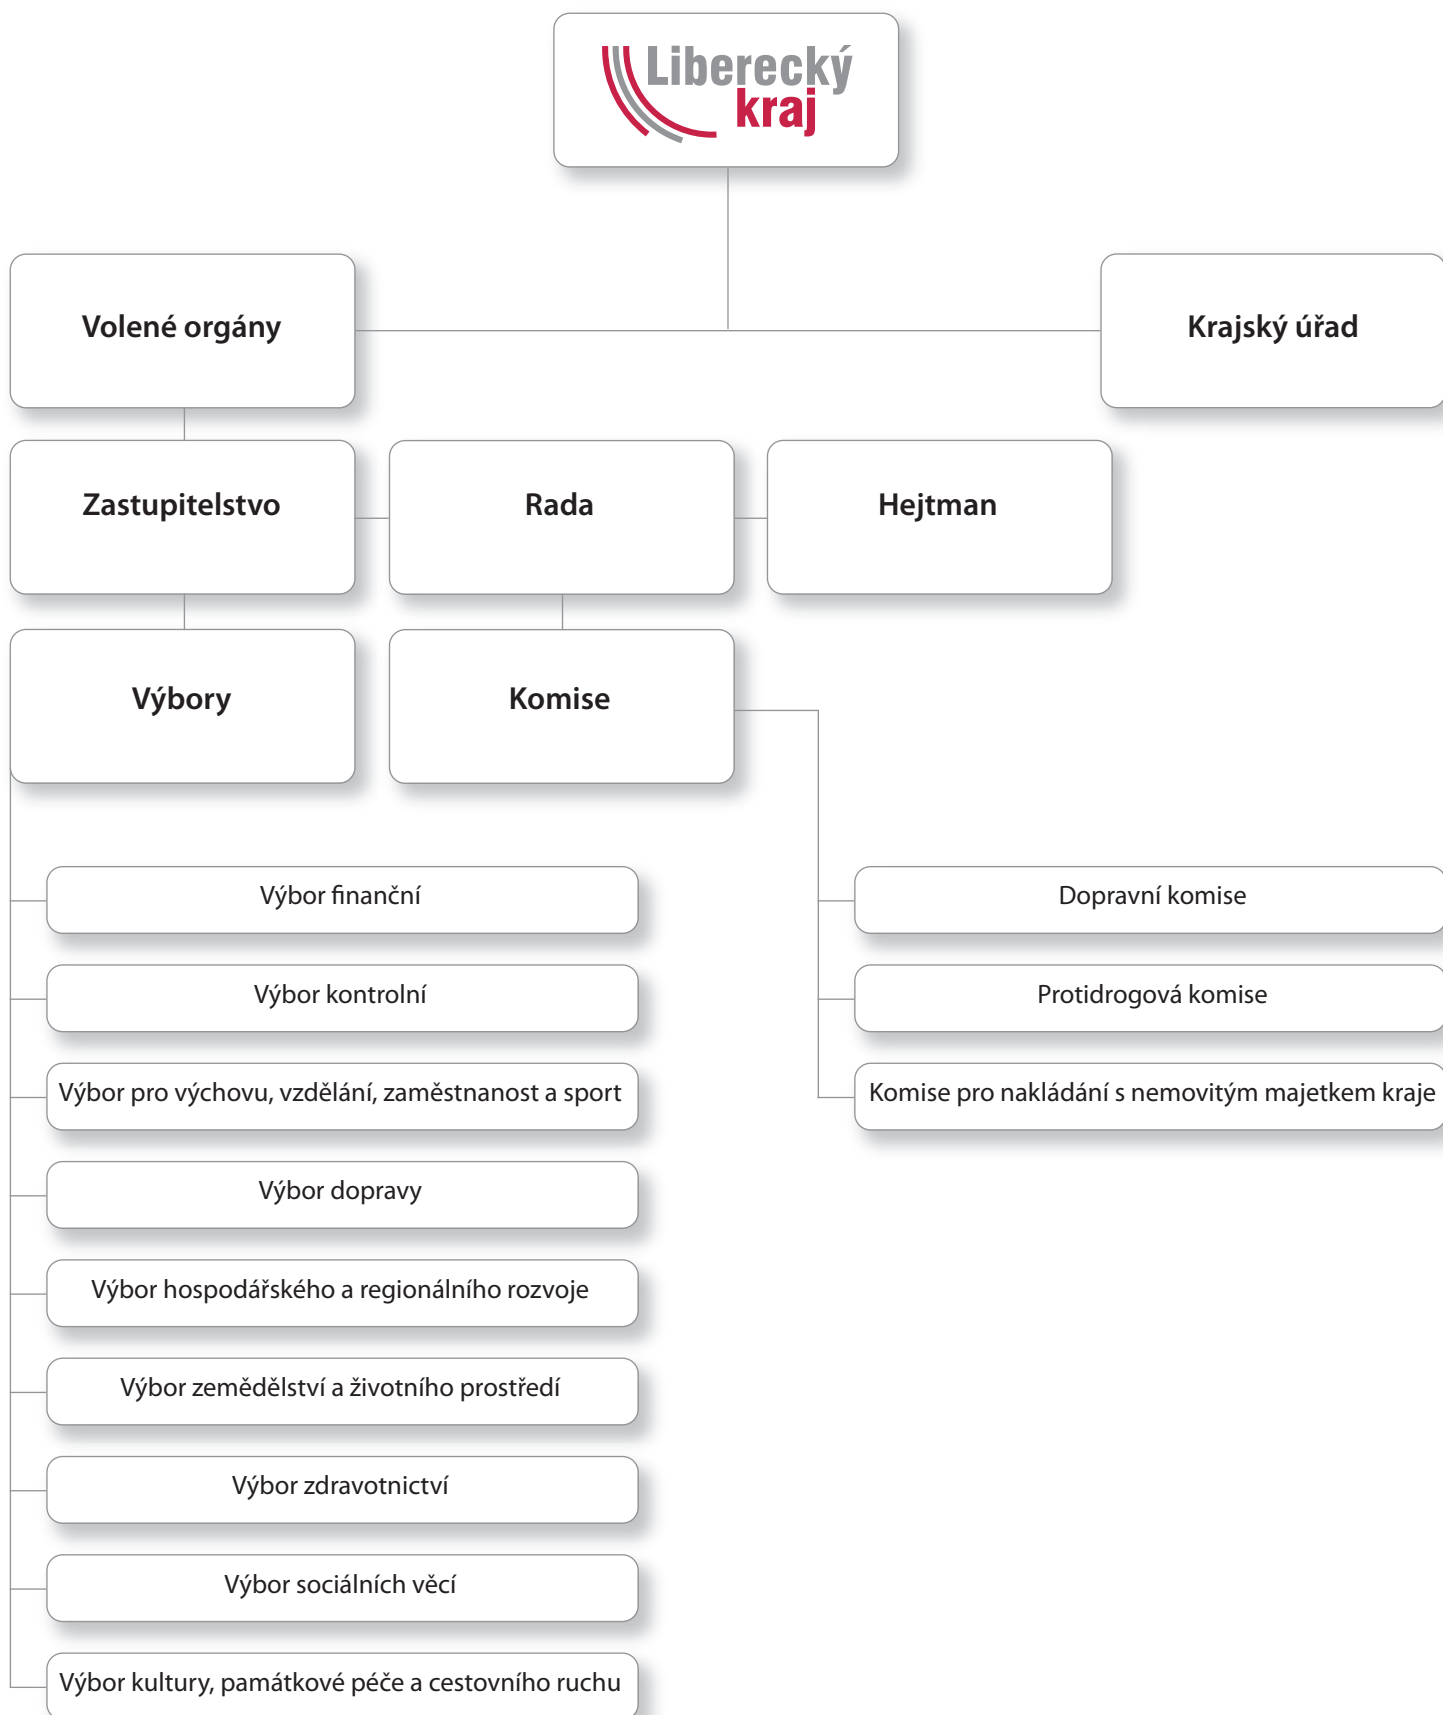 Liberecký
kraj
Volené orgány
Krajský úřad
Zastupitelstvo
Rada
Hejtman
Výbory
Komise
Výbor finanční
Výbor kontrolní
Výbor pro výchovu, vzdělání, zaměstnanost a sport
Výbor dopravy
Výbor hospodářského a regionálního rozvoje
Výbor zemědělství a životního prostředí
Výbor zdravotnictví
Výbor sociálních věcí
Výbor kultury, památkové péče a cestovního ruchu
Dopravní komise
Protidrogová komise
Komise pro nakládání s nemovitým majetkem kraje